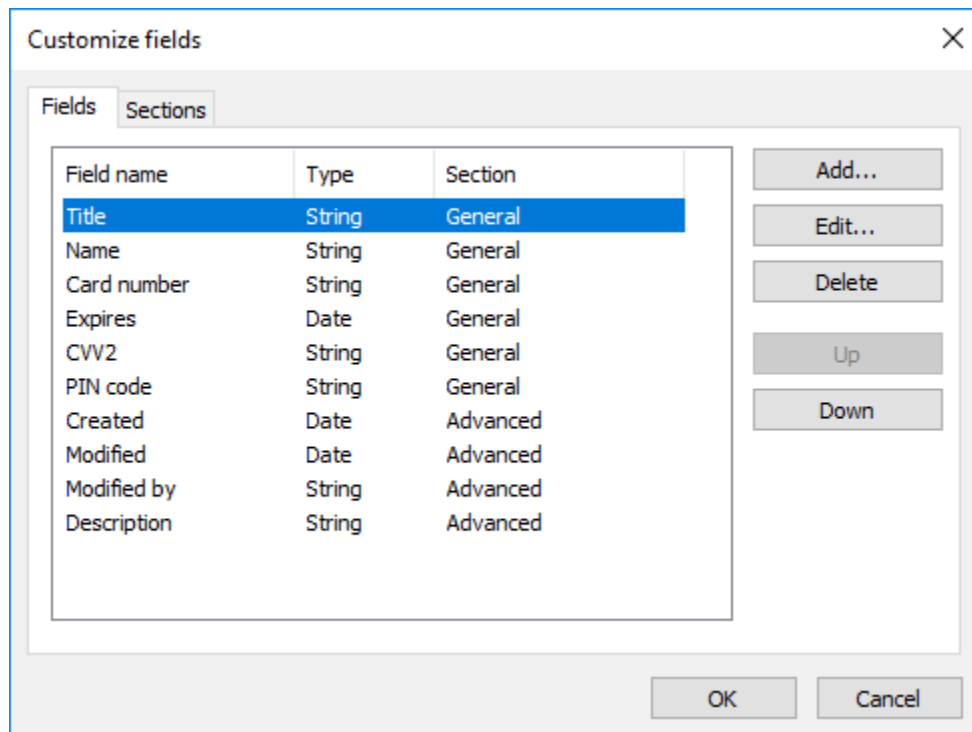 Customize fields
Fields Sections
Field name Type Section
Title String General
Name String General
Card number String General
Expires Date General
CVV2 String General
PIN code String General
Created Date Advanced
Modified Date Advanced
Modified by String Advanced
Description String Advanced
Add...
Edit...
Delete
Up
Down
OK Cancel